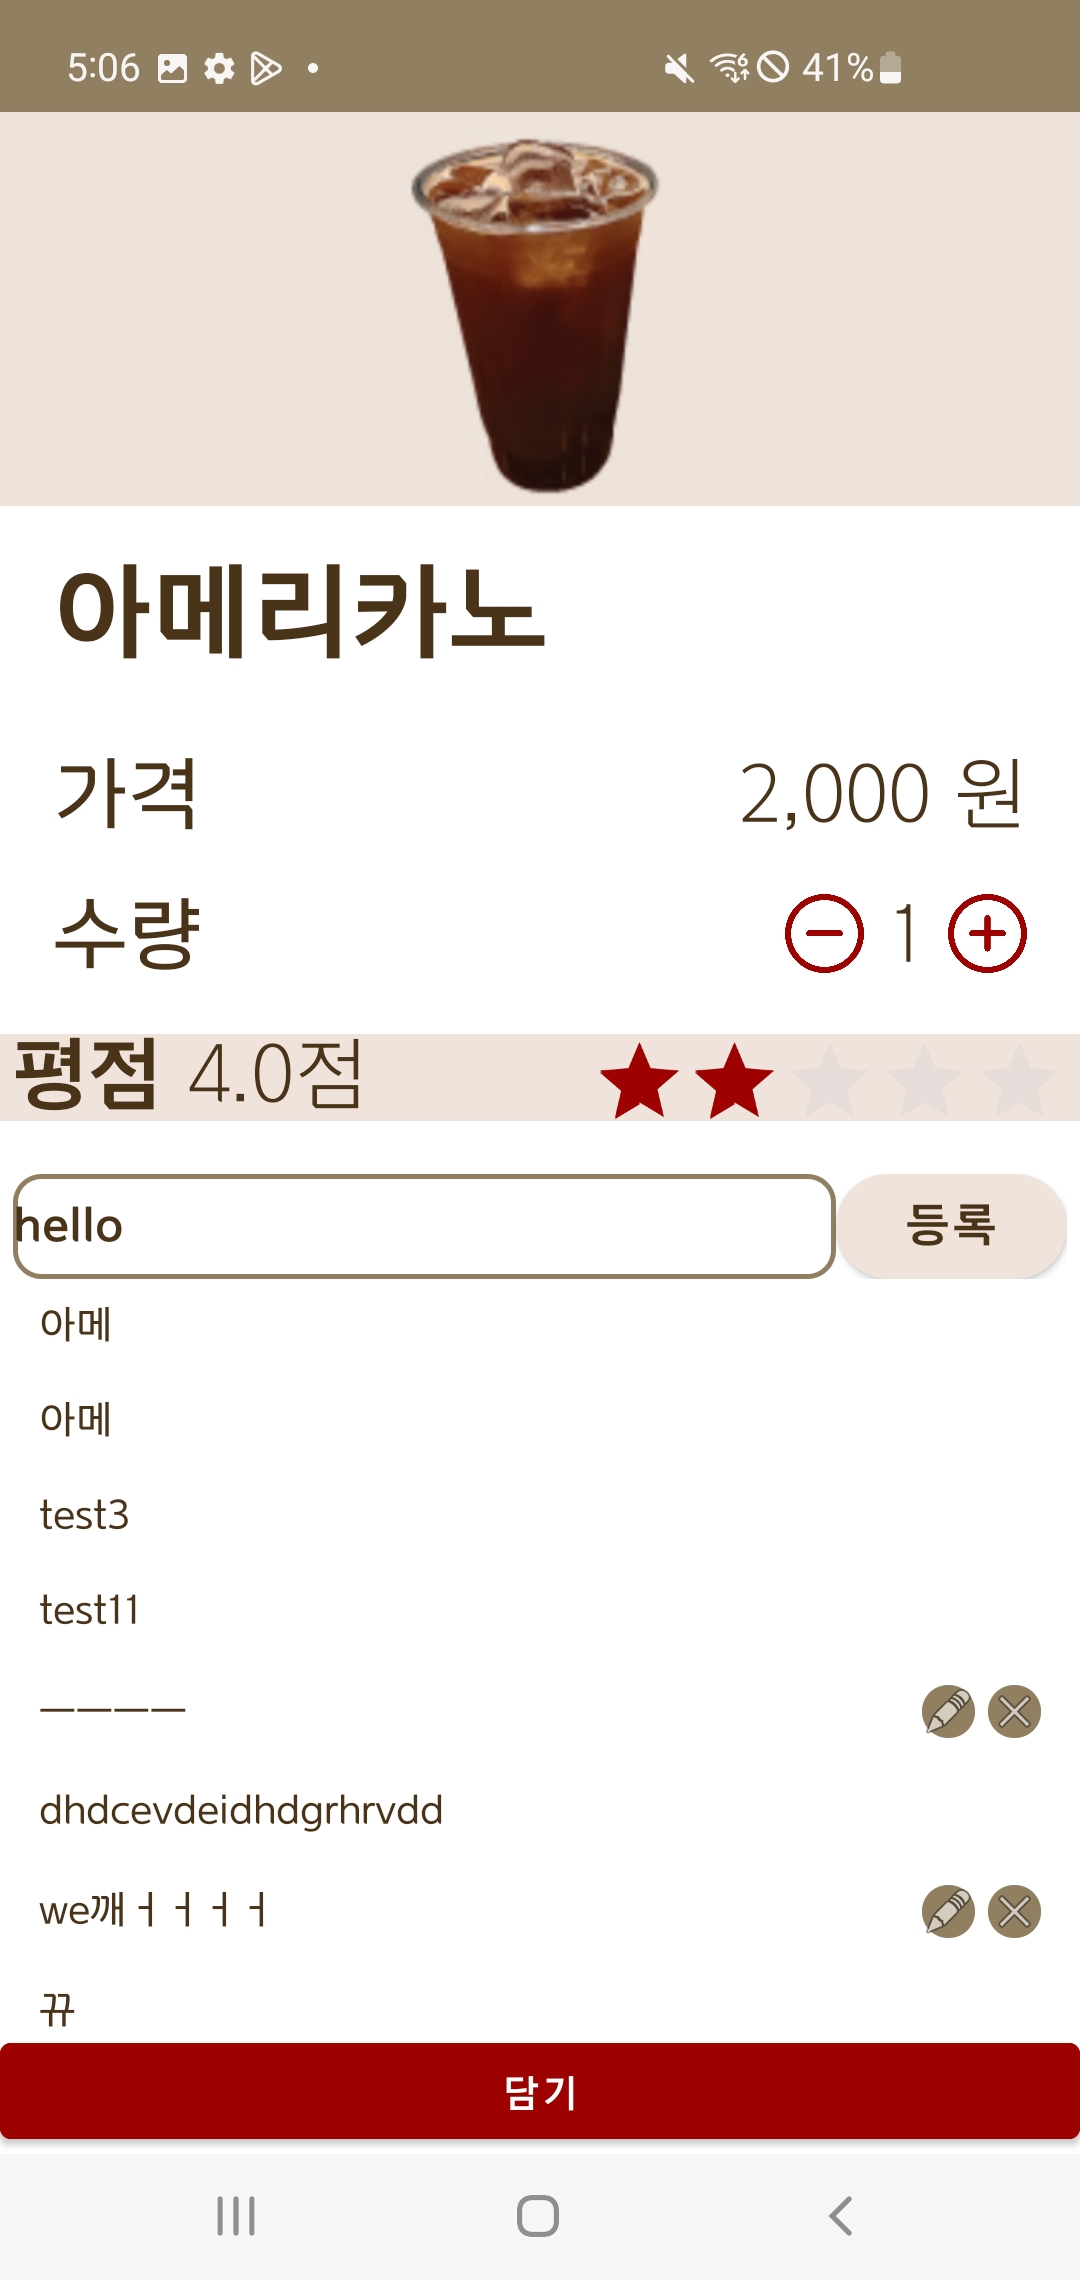 5:06 41%
아메리카노
가격 2,000 원
수량 1
평점 4.0점
hello 등록
아메
아메
test3
test11
ㅡㅡㅡㅡ
dhdcevdeidhdgrhrvdd
we깨ㅓㅓㅓㅓ
뀨
담기